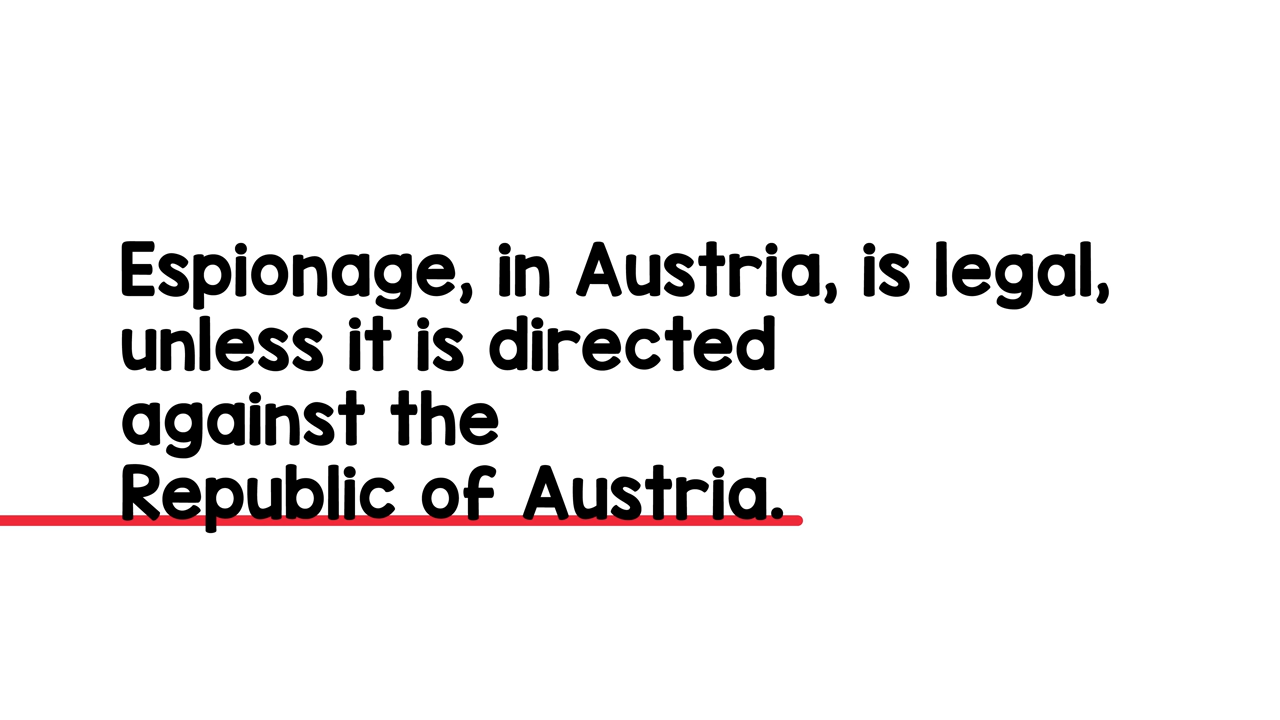 Espionage, in Austria, is legal,
unless it is directed
against the
Republic of Austria.